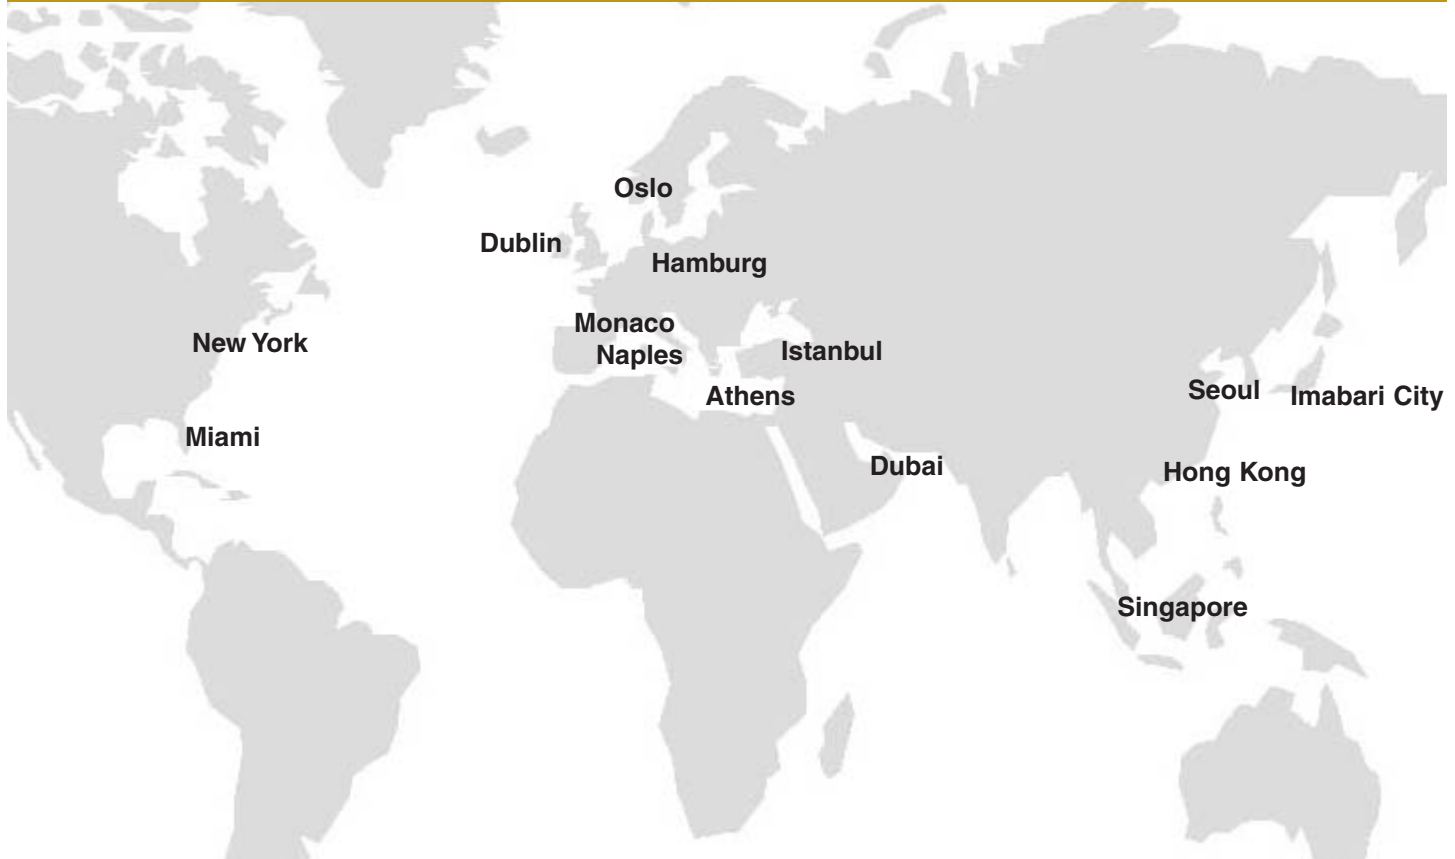 Oslo
Dublin
Hamburg
Monaco
New York
Naples
Istanbul
Athens
Seoul
Imabari City
Miami
Dubai
Hong Kong
Singapore